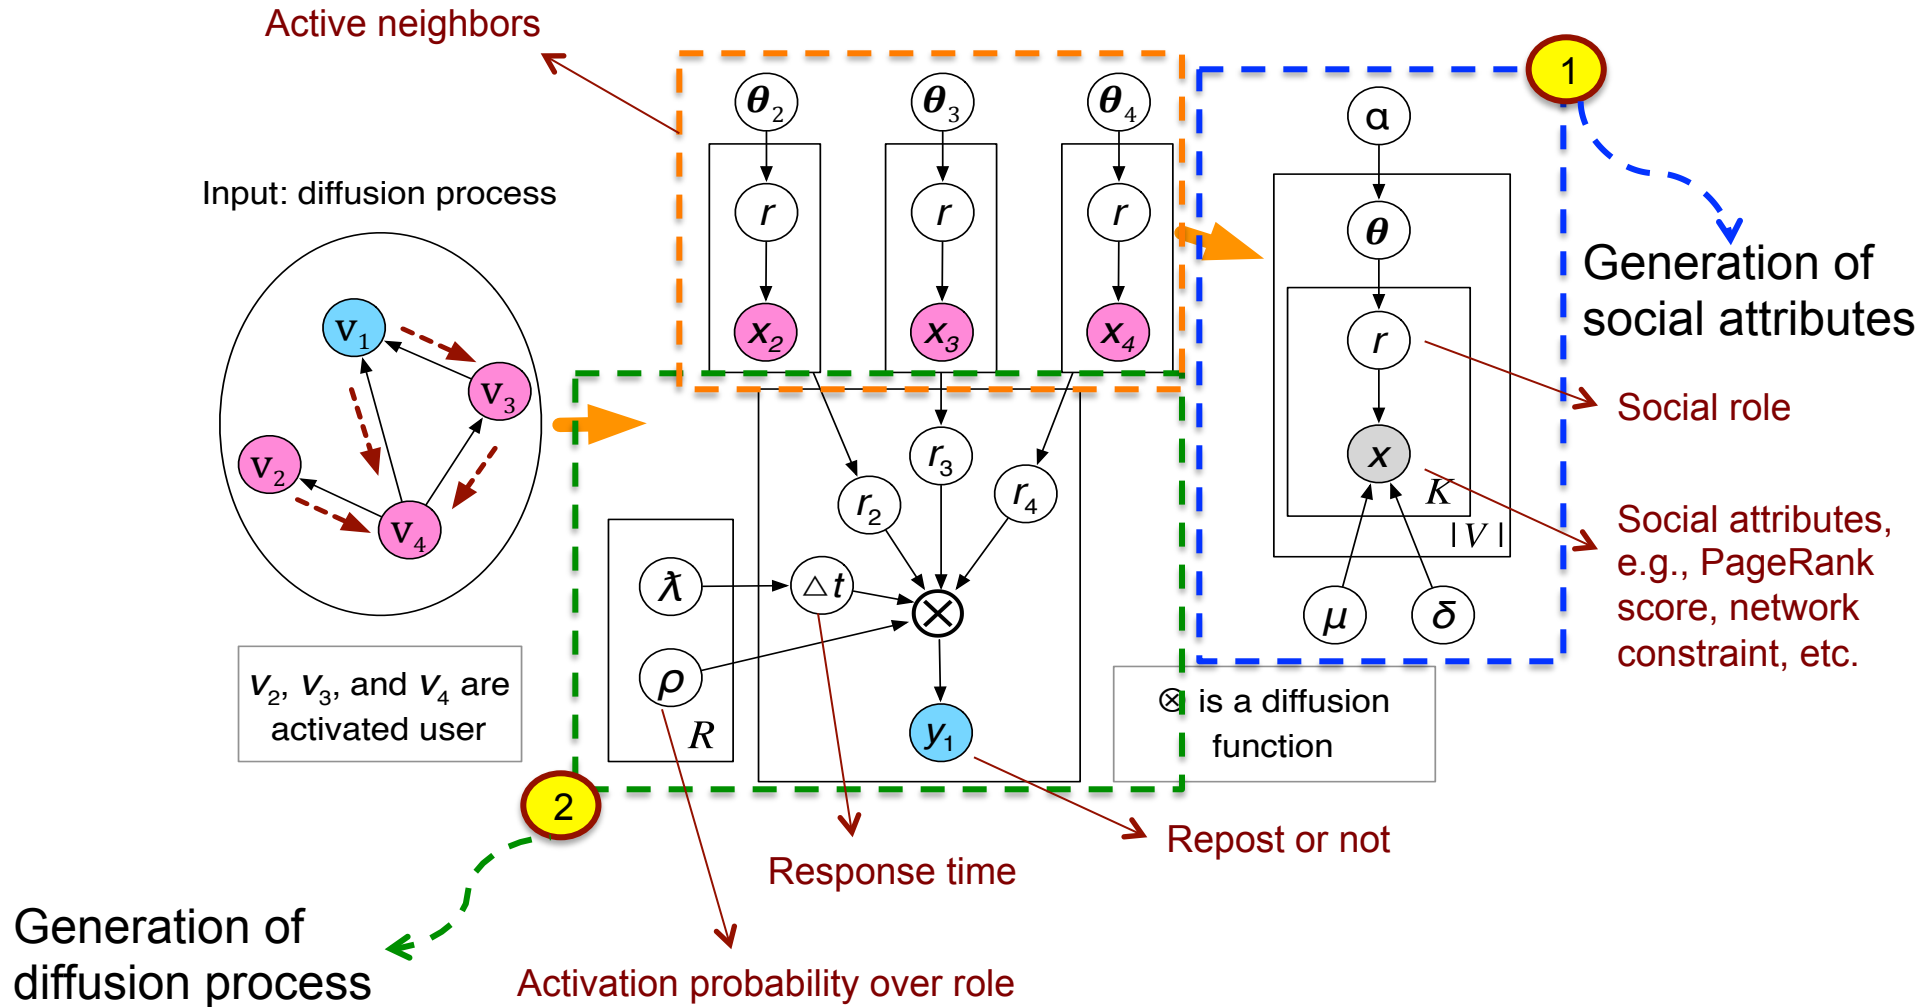 Active neighbors
1
θ2
θ3
θ4
α
Input: diffusion process
r
r
r
θ
Generation of
social attributes
v1
x2
x3
x4
r
v3
Social role
v2
r3
x
r2
r4
K
|V|
Social attributes,
e.g., PageRank
score, network
constraint, etc.
v4
λ
△t
⊗
μ
δ
v2, v3, and v4 are
activated user
ρ
R
y1
⊗ is a diffusion
function
2
Repost or not
Response time
Generation of
diffusion process
Activation probability over role